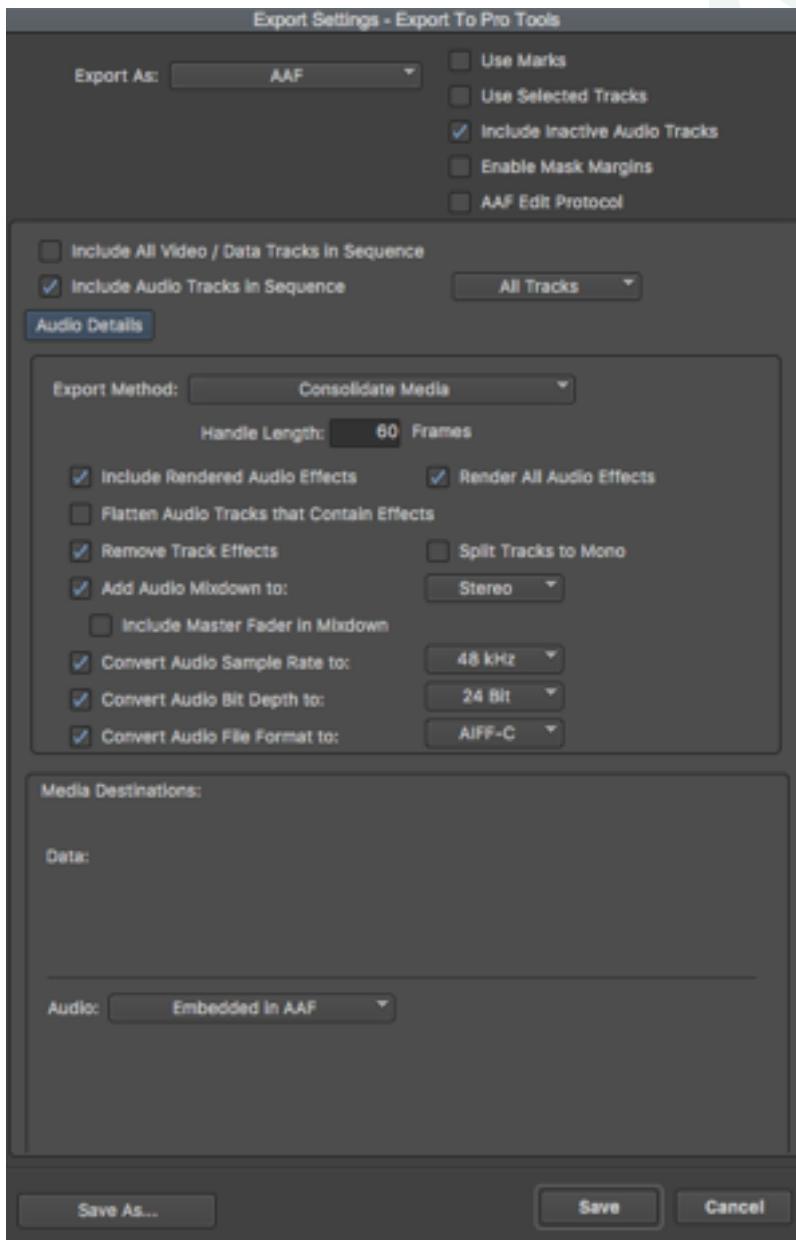 Export Settings - Export To Pro Tools
Export As: AAF
Use Marks
Use Selected Tracks
Include Inactive Audio Tracks
Enable Mask Margins
AAF Edit Protocol
Include All Video / Data Tracks in Sequence
Include Audio Tracks in Sequence All Tracks
Audio Details
Export Method: Consolidate Media
Handle Length: 60 Frames
Include Rendered Audio Effects Render All Audio Effects
Flatten Audio Tracks that Contain Effects
Remove Track Effects Split Tracks to Mono
Add Audio Mixdown to: Stereo
Include Master Fader in Mixdown
Convert Audio Sample Rate to: 48 kHz
Convert Audio Bit Depth to: 24 Bit
Convert Audio File Format to: AIFF-C
Media Destinations:
Data:
Audio: Embedded in AAF
Save As... Save Cancel